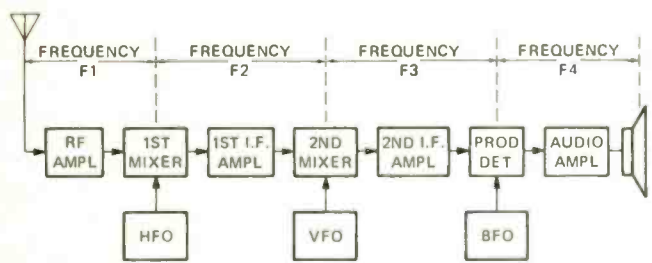 FREQUENCY FREQUENCY FREQUENCY FREQUENCY
F1 F2 F3 F4
RF 1ST 1ST I.F. 2ND 2ND I.F. PROD AUDIO
AMPL MIXER AMPL MIXER AMPL DET AMPL
HFO VFO BFO